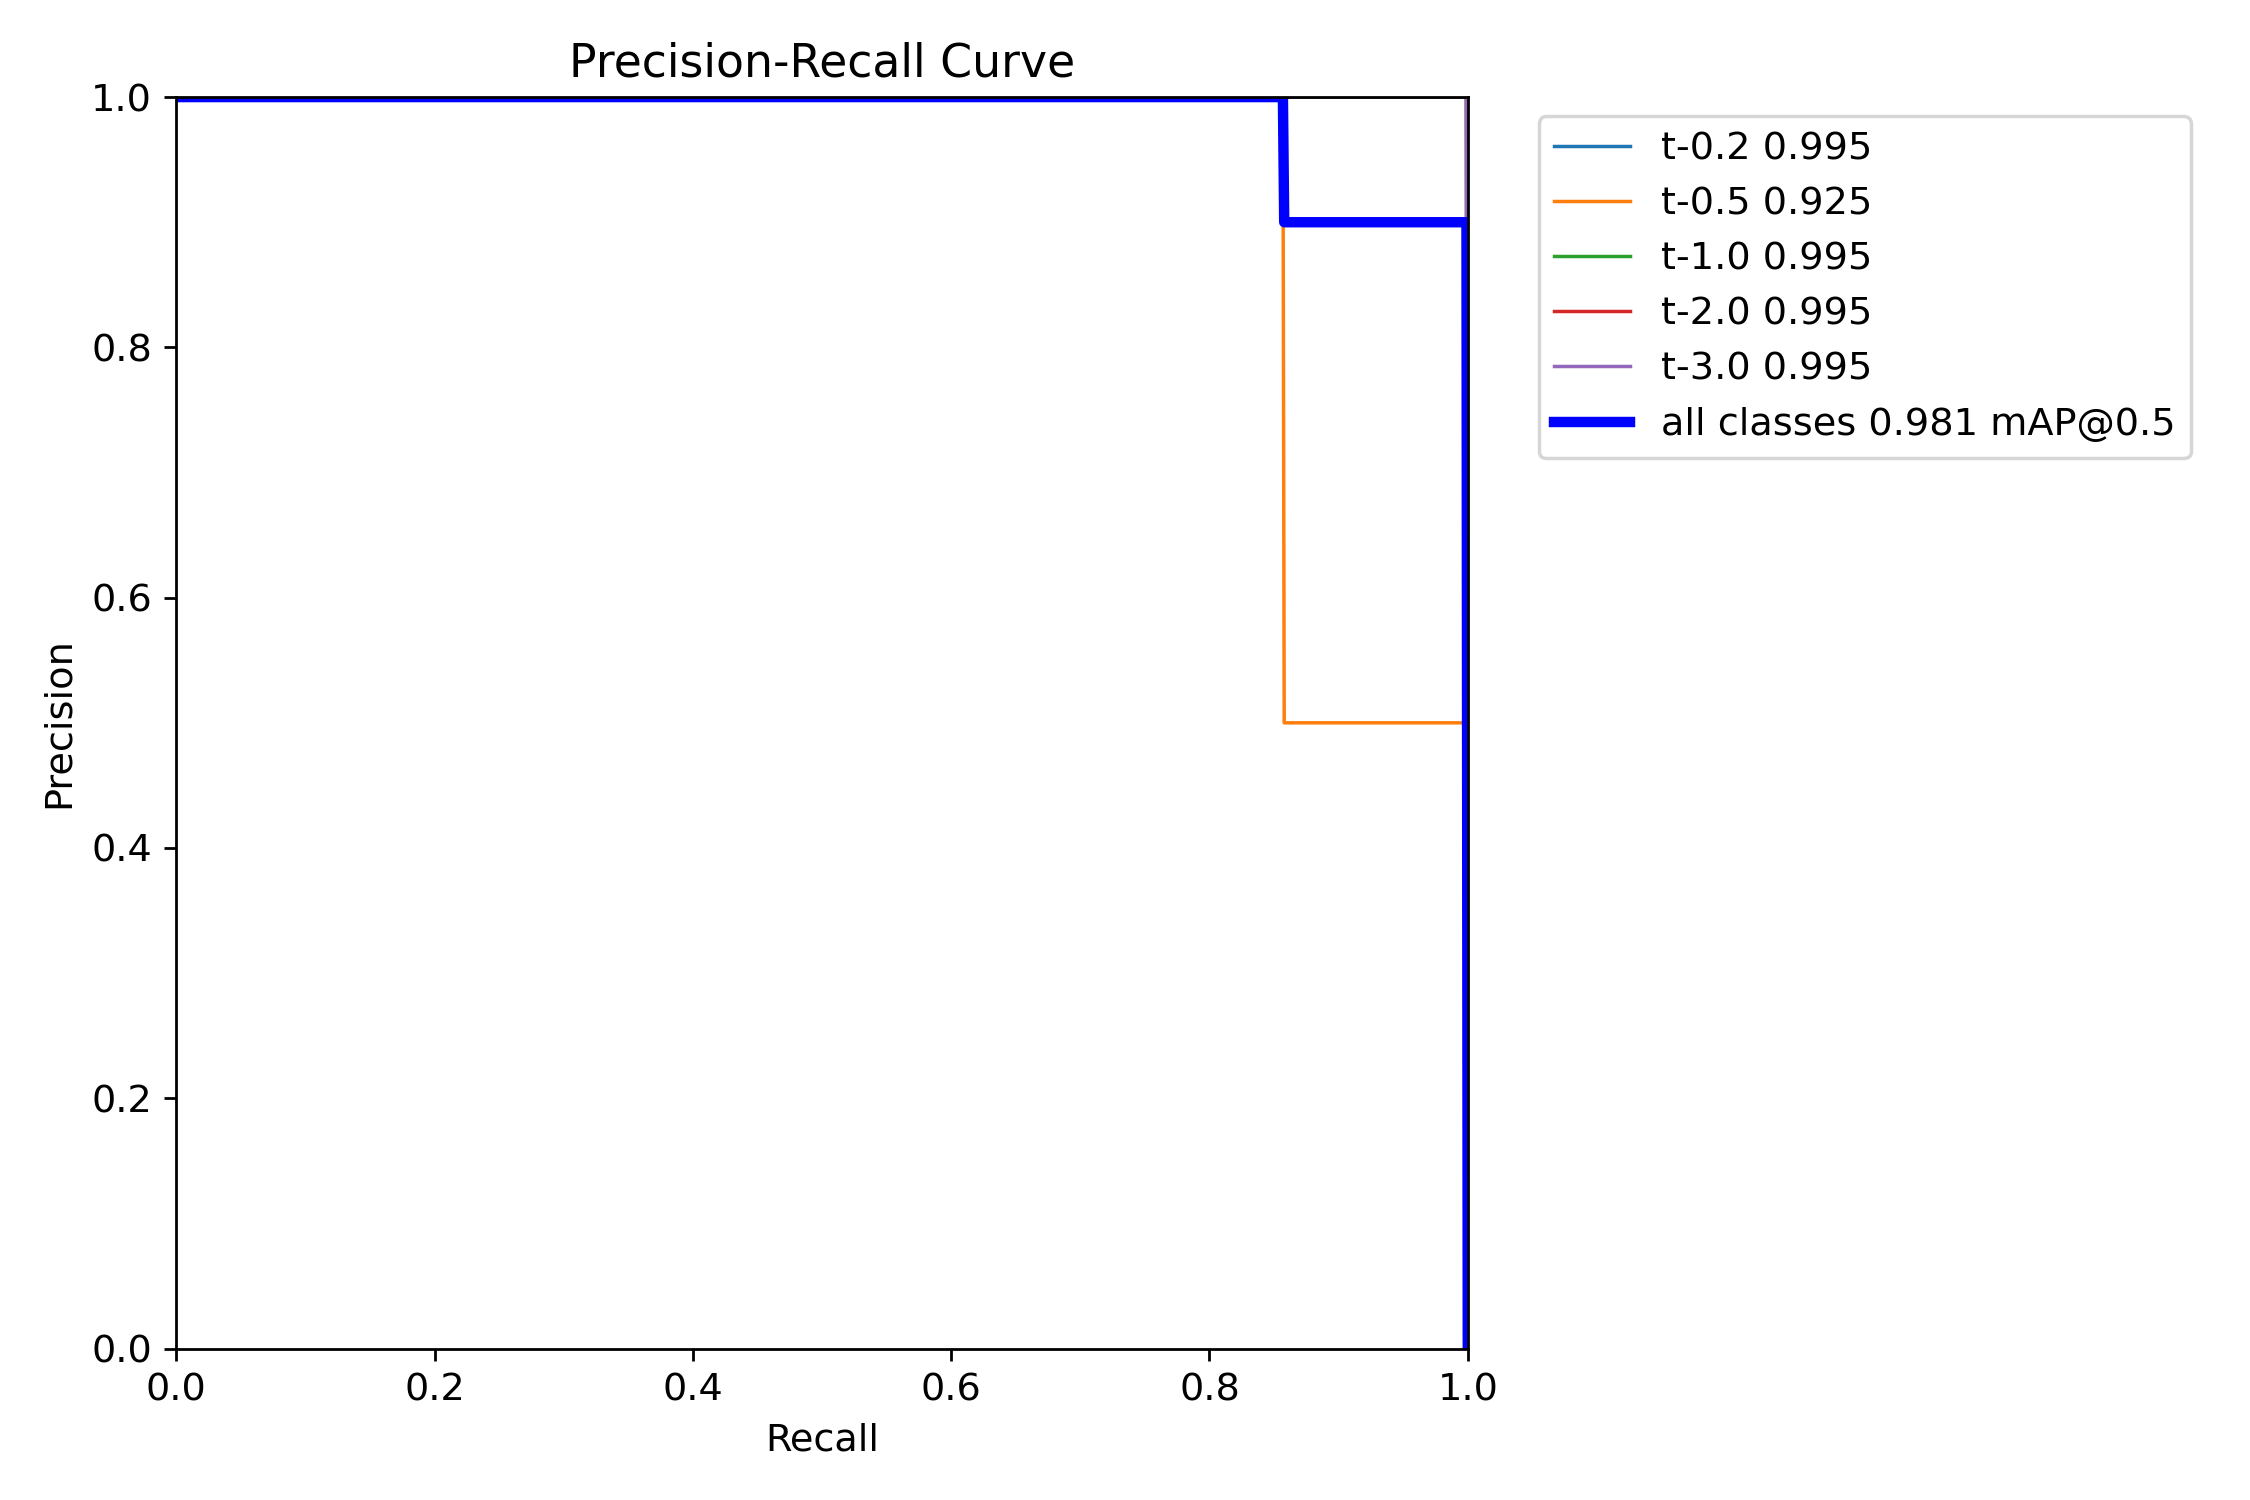 Precision-Recall Curve
1.0
0.8
0.6
0.4
0.2
0.0
Precision
0.0 0.2 0.4 0.6 0.8 1.0
Recall
t-0.2 0.995
t-0.5 0.925
t-1.0 0.995
t-2.0 0.995
t-3.0 0.995
all classes 0.981 mAP@0.5